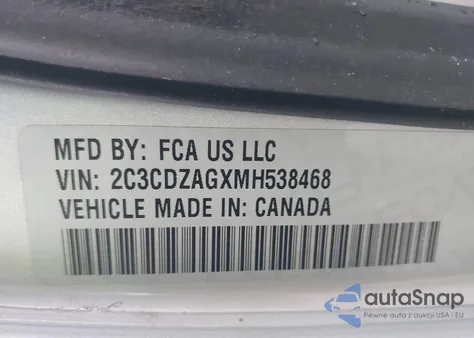 MFD BY: FCA US LLC
VIN: 2C3CDZAGXMH538468
VEHICLE MADE IN: CANADA
autoSnap
Pewne auta z aukcji USA i EU